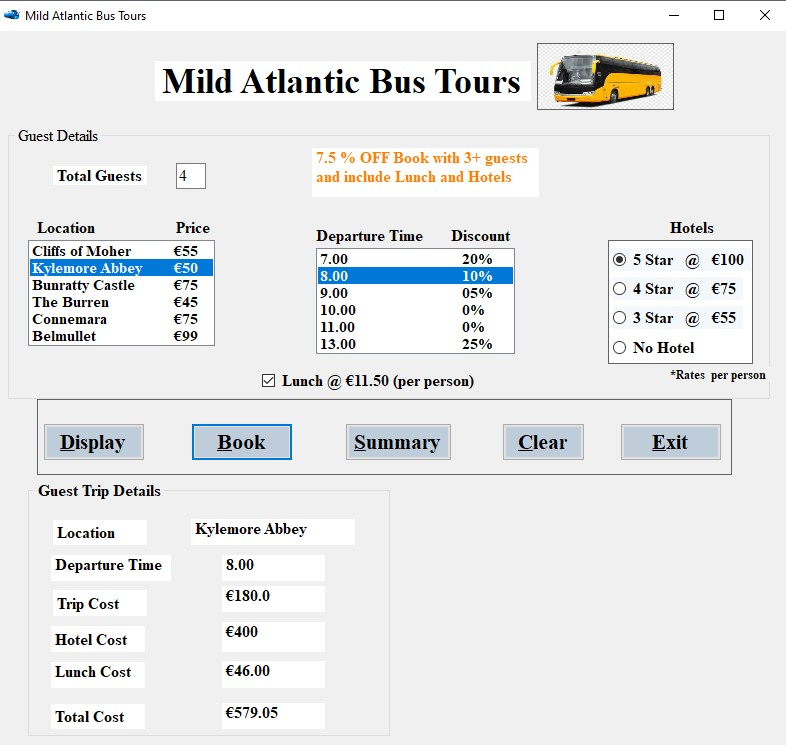 Mild Atlantic Bus Tours
Mild Atlantic Bus Tours
Guest Details
Total Guests 4
7.5 % OFF Book with 3+ guests
and include Lunch and Hotels
Location Price
Cliffs of Moher €55
Kylemore Abbey €50
Bunratty Castle €75
The Burren €45
Connemara €75
Belmullet €99
Departure Time Discount
7.00 20%
8.00 10%
9.00 05%
10.00 0%
11.00 0%
13.00 25%
Hotels
5 Star @ €100
4 Star @ €75
3 Star @ €55
No Hotel
*Rates per person
Lunch @ €11.50 (per person)
Display Book Summary Clear Exit
Guest Trip Details
Location Kylemore Abbey
Departure Time 8.00
Trip Cost €180.0
Hotel Cost €400
Lunch Cost €46.00
Total Cost €579.05